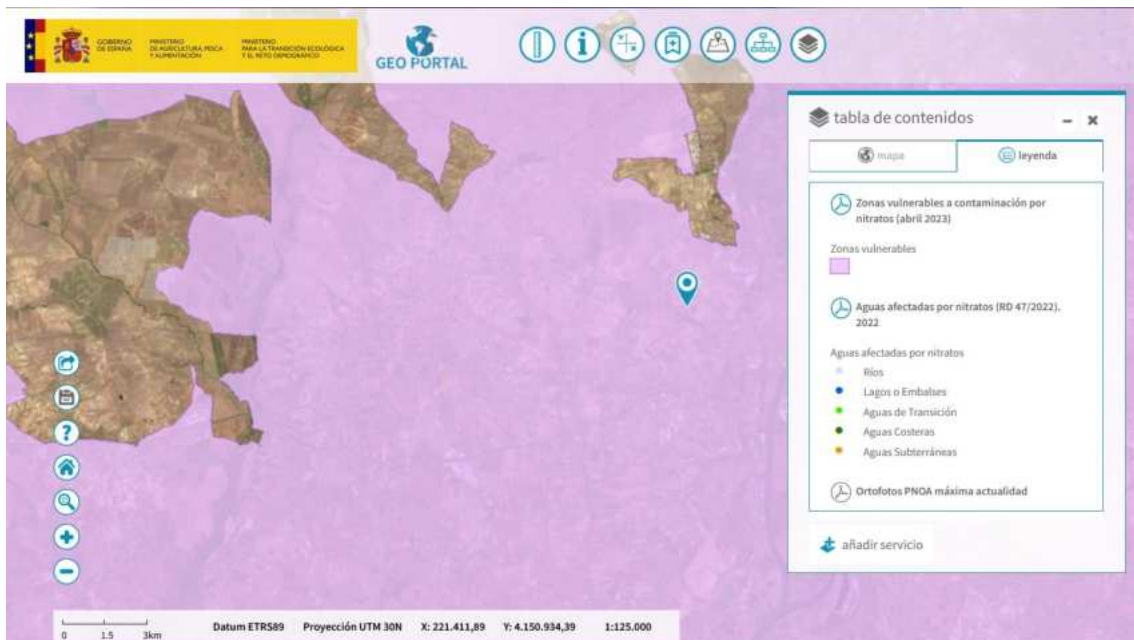 GOBIERNO
DE ESPAÑA
MINISTERIO
DE AGRICULTURA, PESCA
Y ALIMENTACIÓN
MINISTERIO
PARA LA TRANSICIÓN ECOLÓGICA
Y EL RETO DEMOGRÁFICO
GEO PORTAL
tabla de contenidos
mapa
leyenda
Zonas vulnerables a contaminación por
nitratos (abril 2023)
Zonas vulnerables
Aguas afectadas por nitratos (RD 47/2022).
2022
Aguas afectadas por nitratos
Ríos
Lagos o Embalses
Aguas de Transición
Aguas Costeras
Aguas Subterráneas
Ortofotos PNOA máxima actualidad
añadir servicio
0 1.5 3km
Datum ETRS89 Proyección UTM 30N X: 221.411,89 Y: 4.150.934,39 1:125.000